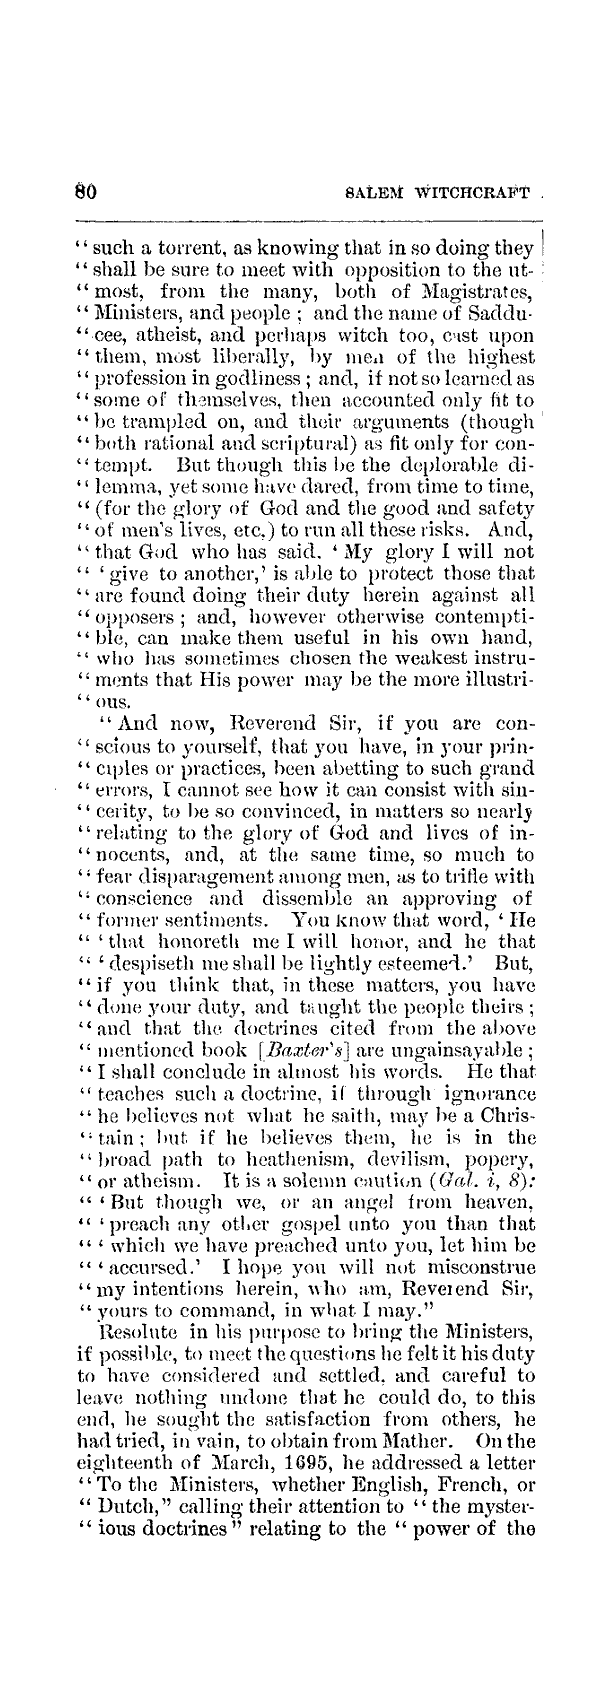 80 SALEM WITCHCRAFT
" such a torrent, as knowing that in so doing they
" shall be sure to meet with opposition to the ut-
" most, from the many, both of Magistrates,
" Ministers, and people ; and the name of Saddu-
" cee, atheist, and perhaps witch too, cast upon
" them, most liberally, by men of the highest
" profession in godliness ; and, if not so learned as
" some of themselves, then accounted only fit to
" be trampled on, and their arguments (though
" both rational and scriptural) as fit only for con-
" tempt. But though this be the deplorable di-
" lemma, yet some have dared, from time to time,
" (for the glory of God and the good and safety
" of men's lives, etc.) to run all these risks. And,
" that God who has said, ' My glory I will not
" ' give to another,' is able to protect those that
" are found doing their duty herein against all
" opposers ; and, however otherwise contempti-
" ble, can make them useful in his own hand,
" who has sometimes chosen the weakest instru-
" ments that His power may be the more illustri-
" ous.
" And now, Reverend Sir, if you are con-
" scious to yourself, that you have, in your prin-
" ciples or practices, been abetting to such grand
" errors, I cannot see how it can consist with sin-
" cerity, to be so convinced, in matters so nearly
" relating to the glory of God and lives of in-
" nocents, and, at the same time, so much to
" fear disparagement among men, as to trifle with
" conscience and dissemble an approving of
" former sentiments. You know that word, ' He
" ' that honoreth me I will honor, and he that
" ' despiseth me shall be lightly esteemed.' But,
" if you think that, in these matters, you have
" done your duty, and taught the people theirs ;
" and that the doctrines cited from the above
" mentioned book [Baxter's] are ungainsayable ;
" I shall conclude in almost his words. He that
" teaches such a doctrine, if through ignorance
" he believes not what he saith, may be a Chris-
" tain ; but if he believes them, he is in the
" broad path to heathenism, devilism, popery,
" or atheism. It is a solemn caution (Gal. i, 8):
" ' But though we, or an angel from heaven,
" ' preach any other gospel unto you than that
" ' which we have preached unto you, let him be
" ' accursed.' I hope you will not misconstrue
" my intentions herein, who am, Reverend Sir,
" yours to command, in what I may."
Resolute in his purpose to bring the Ministers,
if possible, to meet the questions he felt it his duty
to have considered and settled, and careful to
leave nothing undone that he could do, to this
end, he sought the satisfaction from others, he
had tried, in vain, to obtain from Mather. On the
eighteenth of March, 1695, he addressed a letter
" To the Ministers, whether English, French, or
" Dutch," calling their attention to " the myster-
" ious doctrines " relating to the " power of the